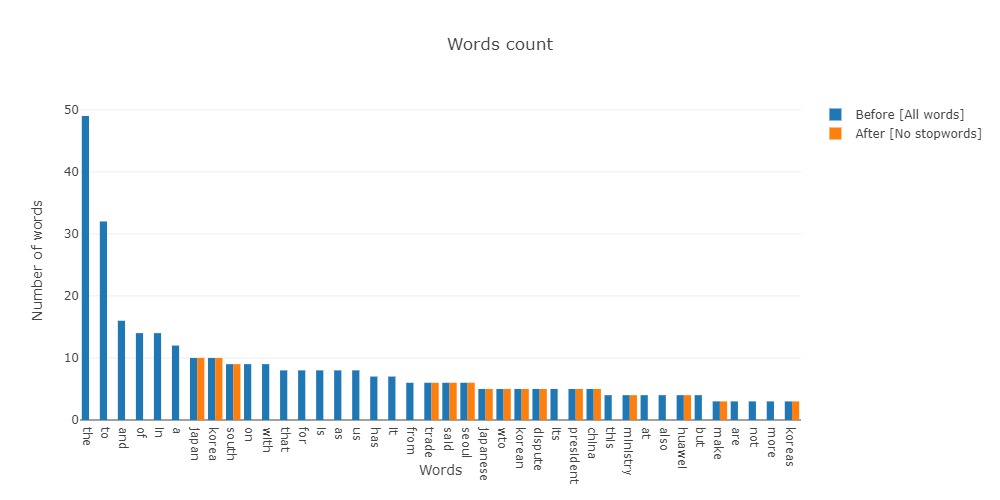 Words count
Before [All words]
After [No stopwords]
Number of words
50
40
30
20
10
0
the
to
and
of
in
a
japan
korea
south
on
with
that
for
is
as
us
has
it
from
trade
said
seoul
japanese
wto
korean
dispute
its
president
china
this
ministry
at
also
huawei
but
make
are
not
more
koreas
Words